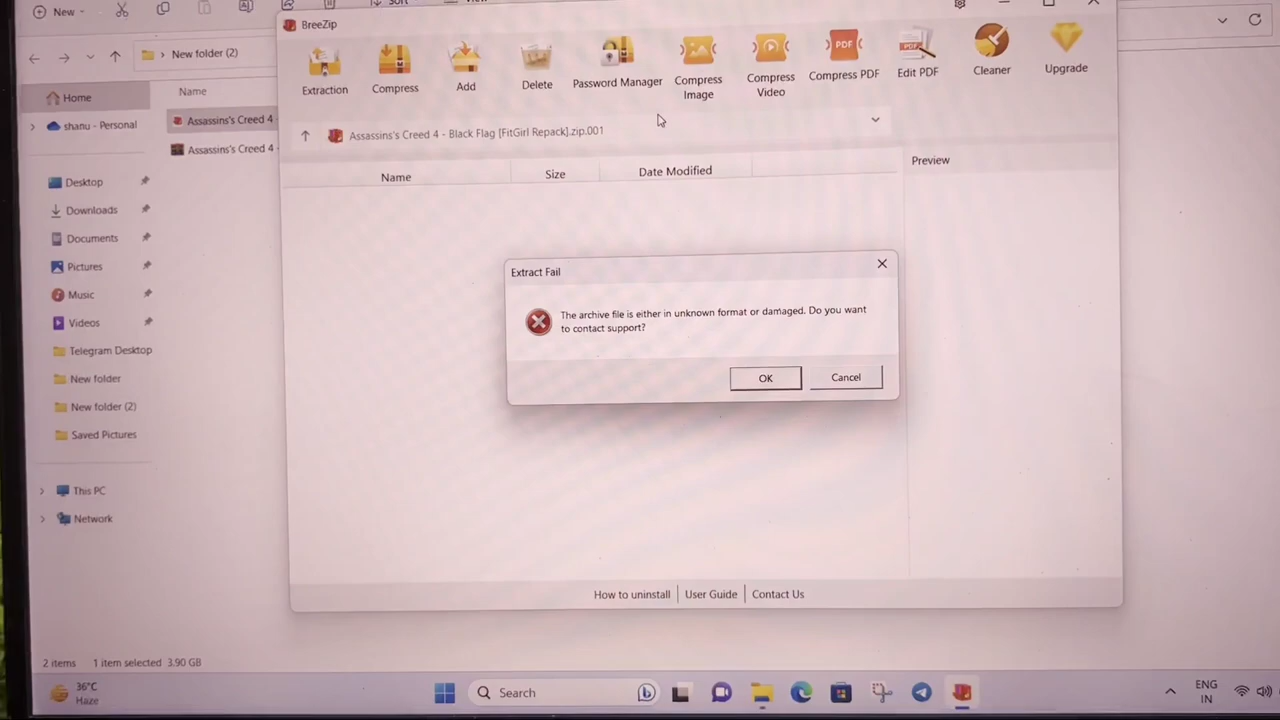 New
Sort
View
BreeZip
Extraction
Compress
Add
Delete
Password Manager
Compress
Image
Compress
Video
Compress PDF
Edit PDF
Cleaner
Upgrade
New folder (2)
Assassins's Creed 4 - Black Flag [FitGirl Repack].zip.001
Home
Name
shanu - Personal
Assassins's Creed 4 -
Assassins's Creed 4 -
Name
Size
Date Modified
Preview
Desktop
Downloads
Documents
Pictures
Music
Videos
Telegram Desktop
New folder
New folder (2)
Saved Pictures
This PC
Network
Extract Fail
The archive file is either in unknown format or damaged. Do you want
to contact support?
OK
Cancel
How to uninstall
User Guide
Contact Us
2 items
1 item selected 3.90 GB
36°C
Haze
Search
ENG
IN
PDF
PDF